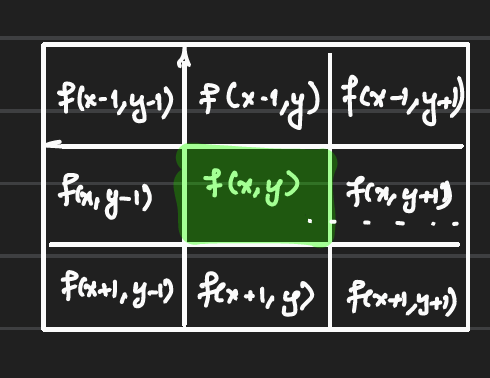 f(x-1, y-1) f(x-1, y) f(x-1, y+1)
f(x, y-1) f(x, y) f(x, y+1)
f(x+1, y-1) f(x+1, y) f(x+1, y+1)